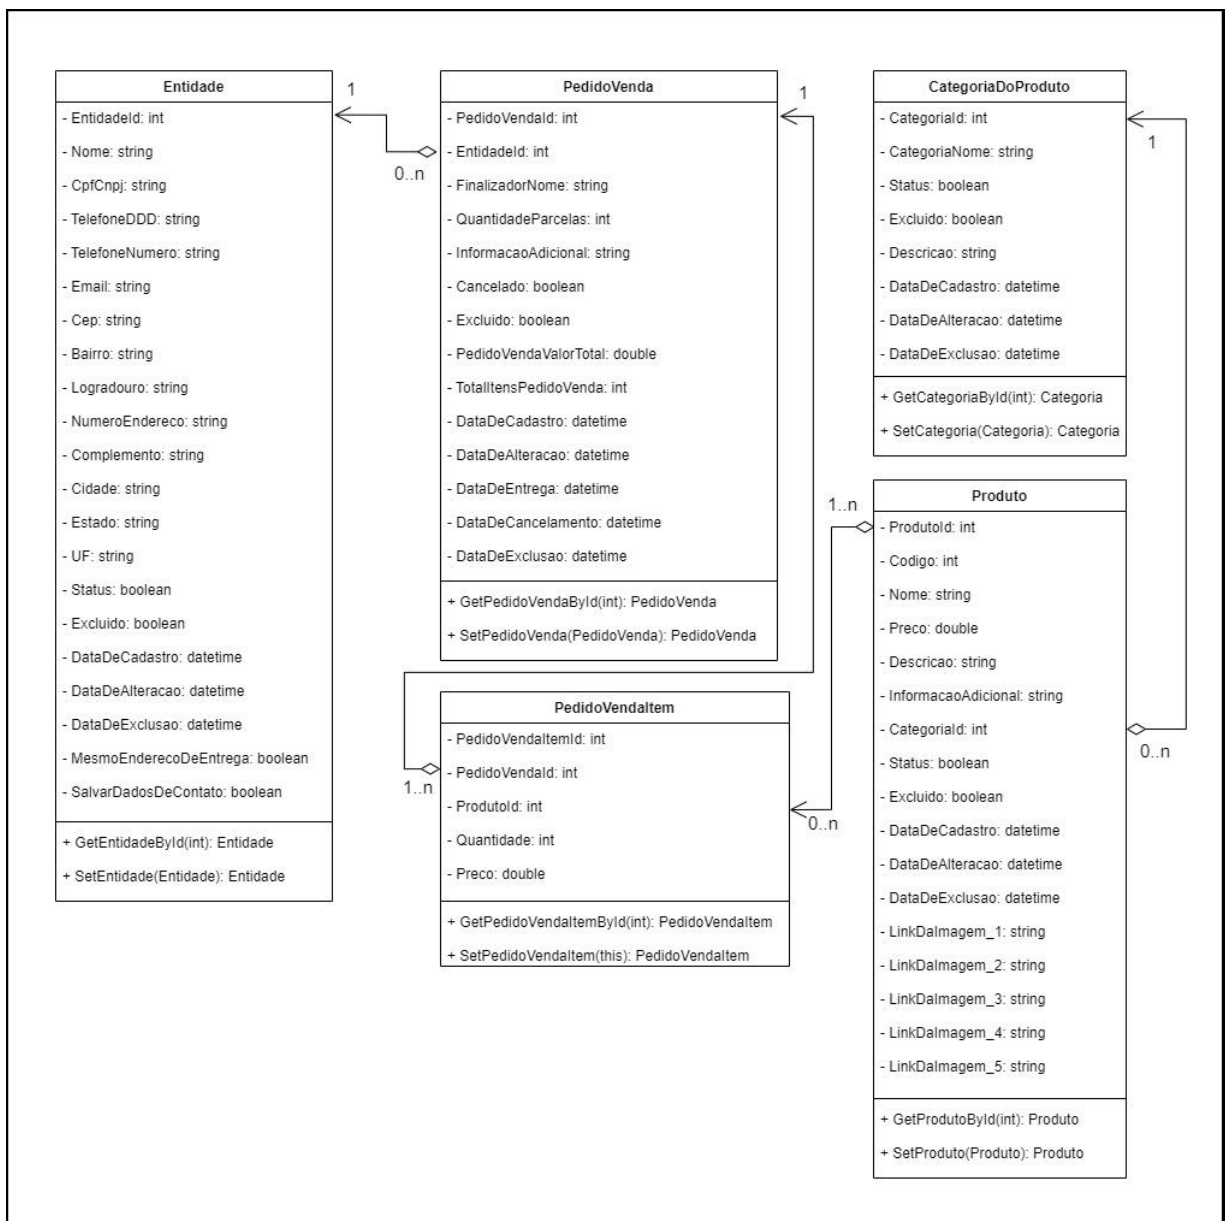 Entidade
- EntidadeId: int
- Nome: string
- CpfCnpj: string
- TelefoneDDD: string
- TelefoneNumero: string
- Email: string
- Cep: string
- Bairro: string
- Logradouro: string
- NumeroEndereco: string
- Complemento: string
- Cidade: string
- Estado: string
- UF: string
- Status: boolean
- Excluido: boolean
- DataDeCadastro: datetime
- DataDeAlteracao: datetime
- DataDeExclusao: datetime
- MesmoEnderecoDeEntrega: boolean
- SalvarDadosDeContato: boolean
+ GetEntidadeById(int): Entidade
+ SetEntidade(Entidade): Entidade
1
0..n
PedidoVenda
- PedidoVendaId: int
- EntidadeId: int
- FinalizadorNome: string
- QuantidadeParcelas: int
- InformacaoAdicional: string
- Cancelado: boolean
- Excluido: boolean
- PedidoVendaValorTotal: double
- TotalItensPedidoVenda: int
- DataDeCadastro: datetime
- DataDeAlteracao: datetime
- DataDeEntrega: datetime
- DataDeCancelamento: datetime
- DataDeExclusao: datetime
+ GetPedidoVendaById(int): PedidoVenda
+ SetPedidoVenda(PedidoVenda): PedidoVenda
1
1..n
PedidoVendaItem
- PedidoVendaItemId: int
- PedidoVendaId: int
- ProdutoId: int
- Quantidade: int
- Preco: double
+ GetPedidoVendaItemById(int): PedidoVendaItem
+ SetPedidoVendaItem(this): PedidoVendaItem
0..n
1..n
CategoriaDoProduto
- CategoriaId: int
- CategoriaNome: string
- Status: boolean
- Excluido: boolean
- Descricao: string
- DataDeCadastro: datetime
- DataDeAlteracao: datetime
- DataDeExclusao: datetime
+ GetCategoriaById(int): Categoria
+ SetCategoria(Categoria): Categoria
1
Produto
- ProdutoId: int
- Codigo: int
- Nome: string
- Preco: double
- Descricao: string
- InformacaoAdicional: string
- CategoriaId: int
- Status: boolean
- Excluido: boolean
- DataDeCadastro: datetime
- DataDeAlteracao: datetime
- DataDeExclusao: datetime
- LinkDaImagem_1: string
- LinkDaImagem_2: string
- LinkDaImagem_3: string
- LinkDaImagem_4: string
- LinkDaImagem_5: string
+ GetProdutoById(int): Produto
+ SetProduto(Produto): Produto
0..n